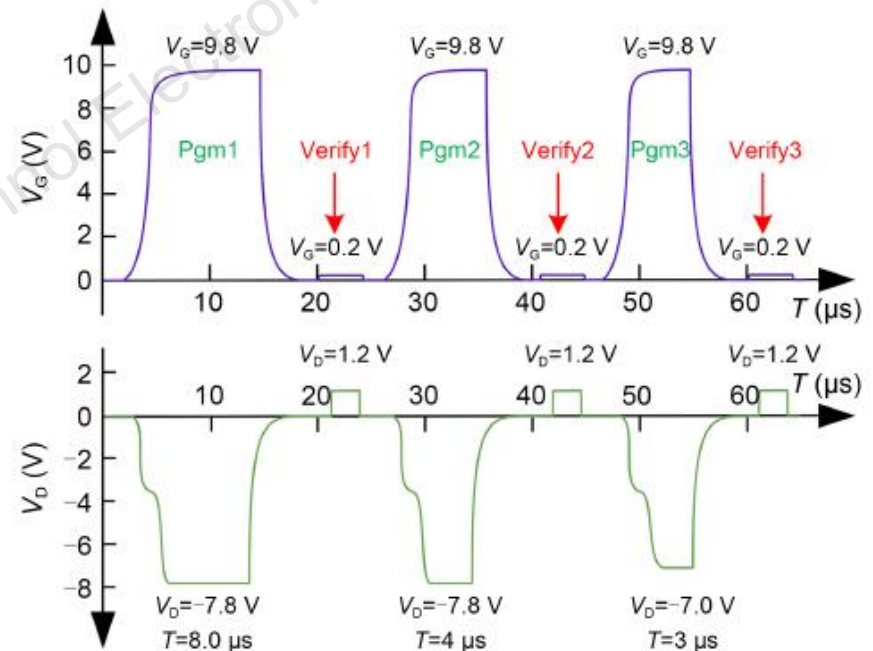 inol Electron
V_G=9.8 V V_G=9.8 V V_G=9.8 V
10
8
6
4
2
0
V_G (V)
Pgm1 Verify1 Pgm2 Verify2 Pgm3 Verify3
V_G=0.2 V V_G=0.2 V V_G=0.2 V
10 20 30 40 50 60 T (µs)
V_D=1.2 V V_D=1.2 V V_D=1.2 V
10 20 30 40 50 60 T (µs)
2
0
−2
−4
−6
−8
V_D (V)
V_D=−7.8 V V_D=−7.8 V V_D=−7.0 V
T=8.0 µs T=4 µs T=3 µs